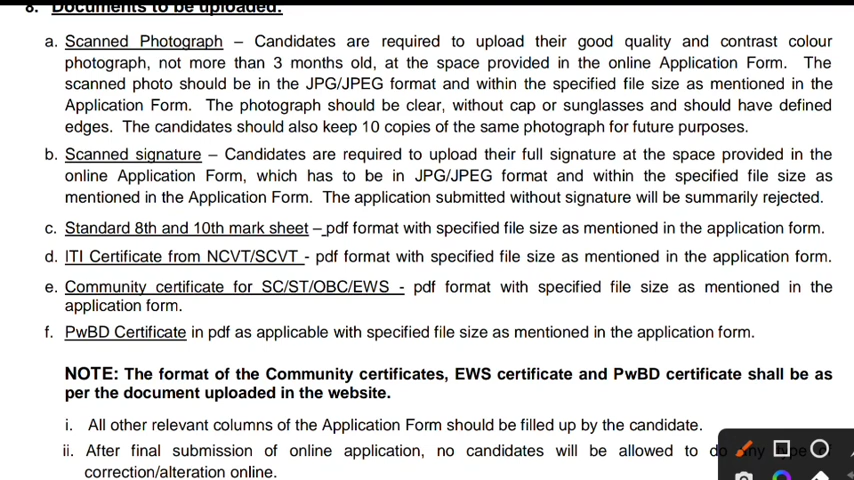 8. Documents to be uploaded:
a. Scanned Photograph – Candidates are required to upload their good quality and contrast colour
photograph, not more than 3 months old, at the space provided in the online Application Form. The
scanned photo should be in the JPG/JPEG format and within the specified file size as mentioned in the
Application Form. The photograph should be clear, without cap or sunglasses and should have defined
edges. The candidates should also keep 10 copies of the same photograph for future purposes.
b. Scanned signature – Candidates are required to upload their full signature at the space provided in the
online Application Form, which has to be in JPG/JPEG format and within the specified file size as
mentioned in the Application Form. The application submitted without signature will be summarily rejected.
c. Standard 8th and 10th mark sheet – pdf format with specified file size as mentioned in the application form.
d. ITI Certificate from NCVT/SCVT - pdf format with specified file size as mentioned in the application form.
e. Community certificate for SC/ST/OBC/EWS - pdf format with specified file size as mentioned in the
application form.
f. PwBD Certificate in pdf as applicable with specified file size as mentioned in the application form.
NOTE: The format of the Community certificates, EWS certificate and PwBD certificate shall be as
per the document uploaded in the website.
i. All other relevant columns of the Application Form should be filled up by the candidate.
ii. After final submission of online application, no candidates will be allowed to do any type
correction/alteration online.